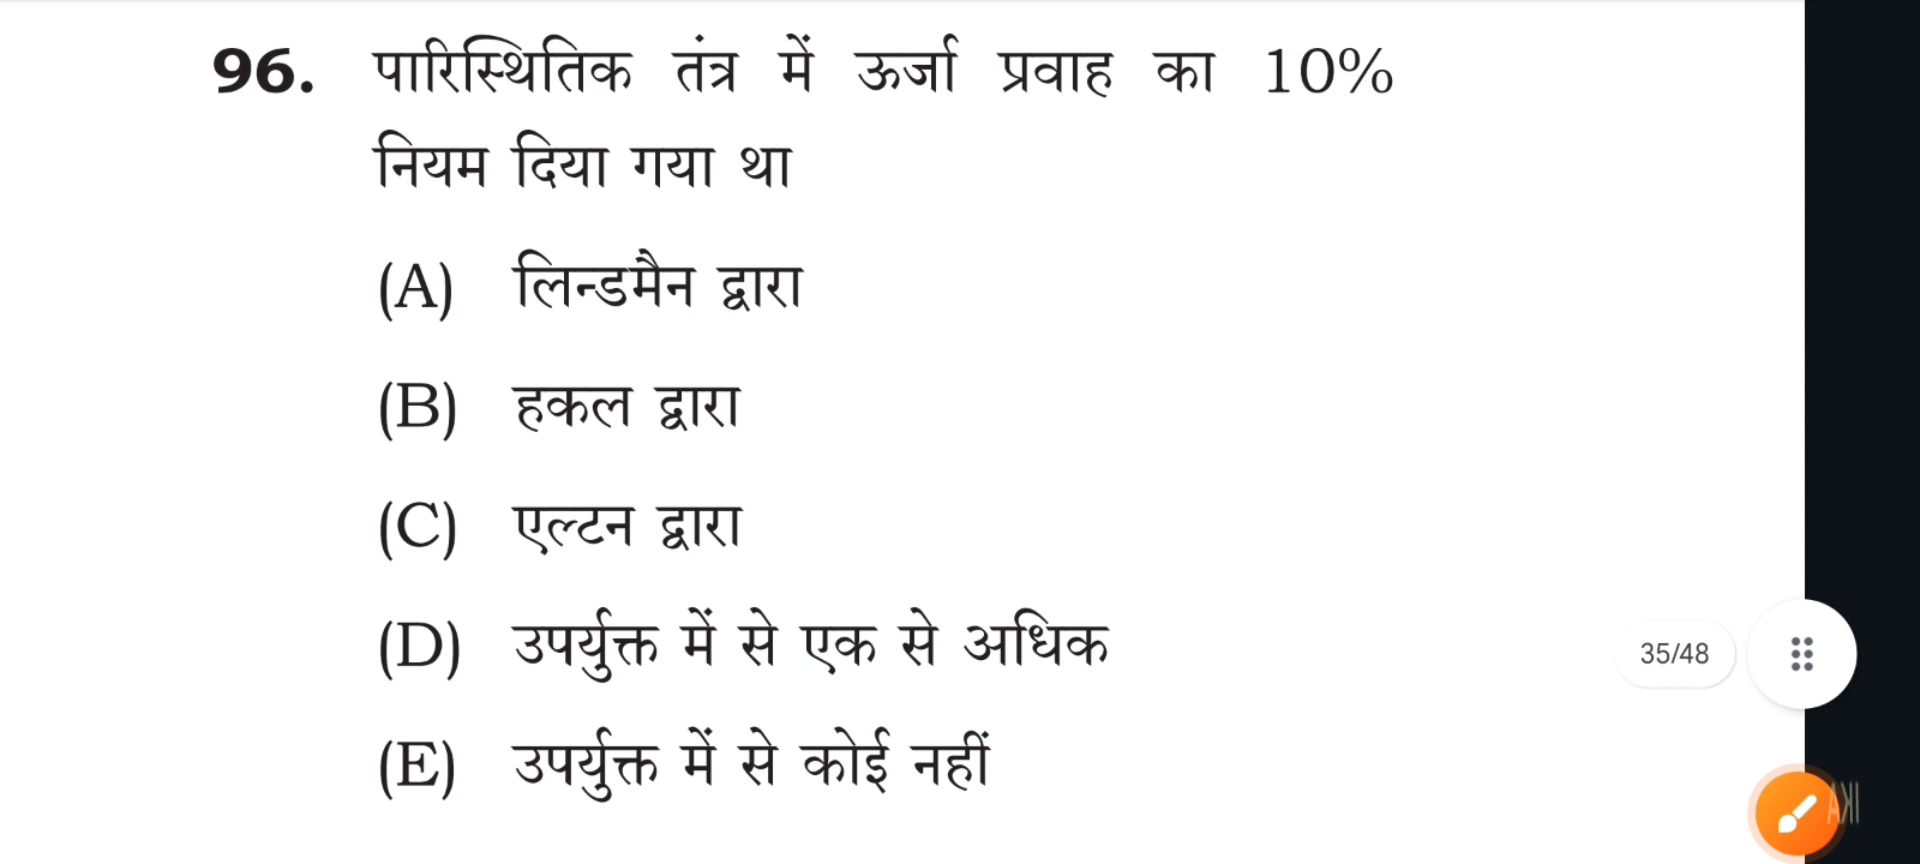 96. पारिस्थितिक तंत्र में ऊर्जा प्रवाह का 10%
नियम दिया गया था
(A) लिन्डमैन द्वारा
(B) हकल द्वारा
(C) एल्टन द्वारा
(D) उपर्युक्त में से एक से अधिक
(E) उपर्युक्त में से कोई नहीं
35/48